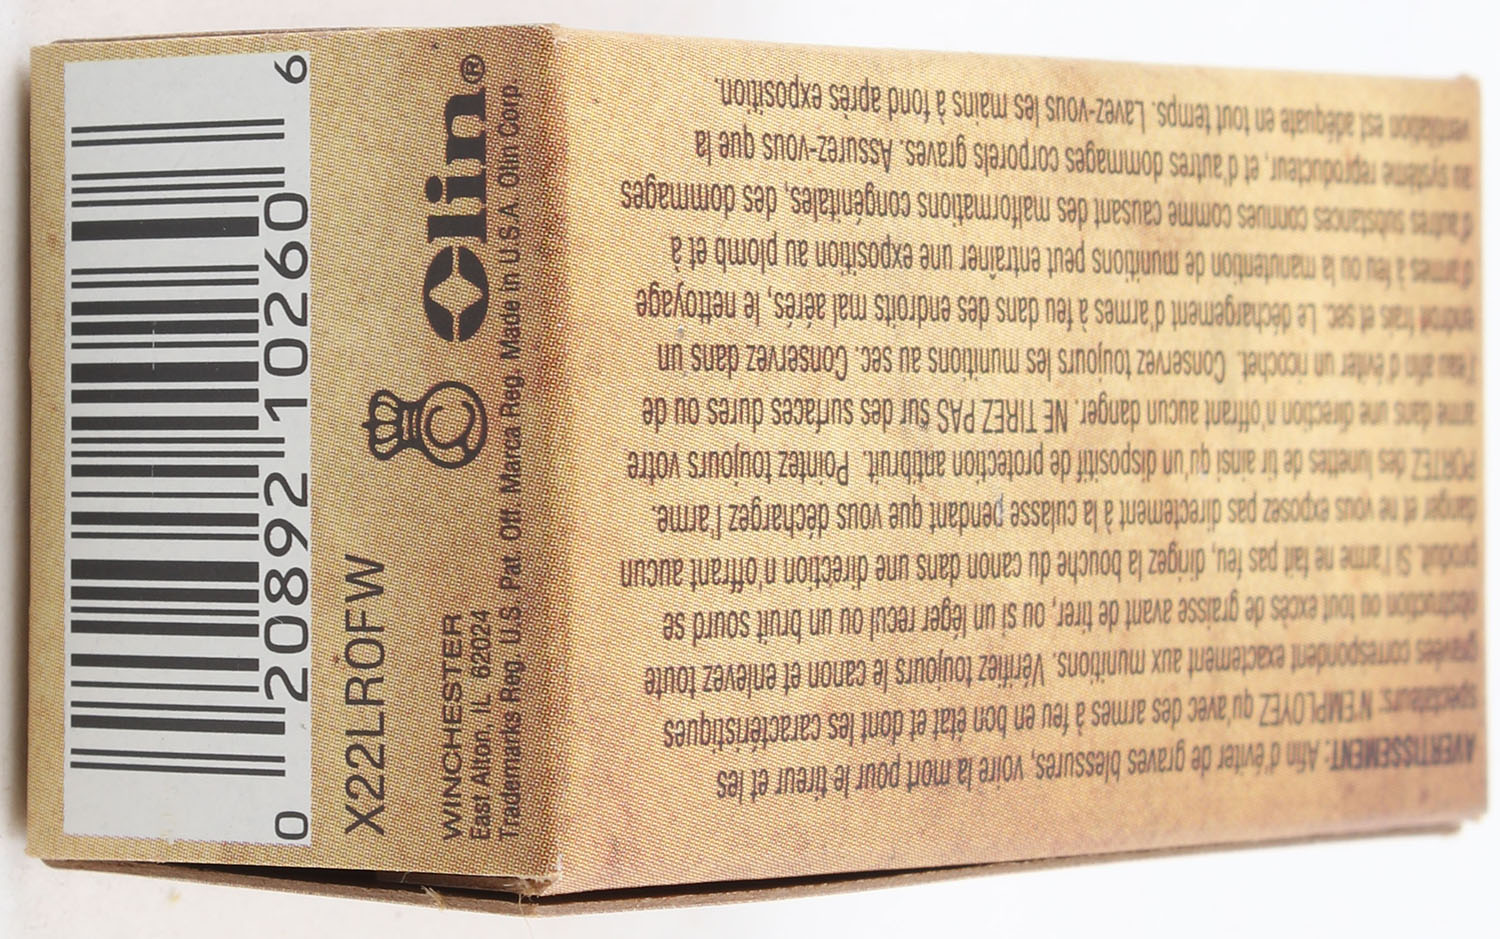 0 20892 10260 6
X22LROFW
WINCHESTER
East Alton, IL 62024
Trademarks Reg. U.S. Pat. Off. Marca Reg. Made in U.S.A. Olin Corp.
C
Olin®
AVERTISSEMENT: Afin d'éviter de graves blessures, voire la mort pour le tireur et les
spectateurs: N'EMPLOYEZ qu'avec des armes à feu en bon état et dont les caractéristiques
gravées correspondent exactement aux munitions. Vérifiez toujours le canon et enlevez toute
obstruction ou tout excès de graisse avant de tirer, ou si un léger recul ou un bruit sourd se
produit. Si l'arme ne fait pas feu, dirigez la bouche du canon dans une direction n'offrant aucun
danger et ne vous exposez pas directement à la culasse pendant que vous déchargez l'arme.
PORTEZ des lunettes de tir ainsi qu'un dispositif de protection antibruit. Pointez toujours votre
arme dans une direction n'offrant aucun danger. NE TIREZ PAS sur des surfaces dures ou de
l'eau afin d'éviter un ricochet. Conservez toujours les munitions au sec. Conservez dans un
endroit frais et sec. Le déchargement d'armes à feu dans des endroits mal aérés, le nettoyage
d'armes à feu ou la manutention de munitions peut entraîner une exposition au plomb et à
d'autres substances connues comme causant des malformations congénitales, des dommages
au système reproducteur, et d'autres dommages corporels graves. Assurez-vous que la
ventilation est adéquate en tout temps. Lavez-vous les mains à fond après exposition.